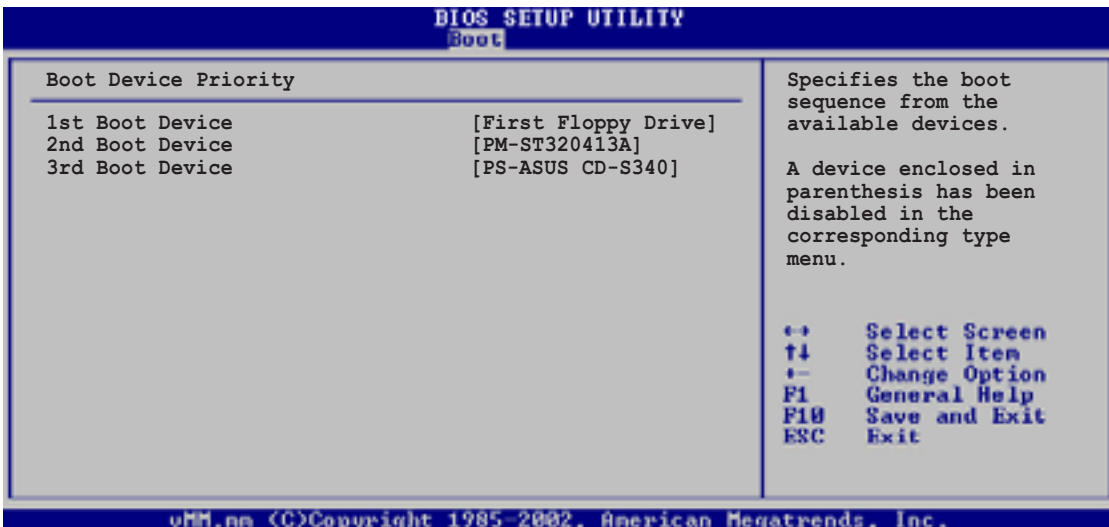 BIOS SETUP UTILITY
Boot
Boot Device Priority
1st Boot Device [First Floppy Drive]
2nd Boot Device [PM-ST320413A]
3rd Boot Device [PS-ASUS CD-S340]
Specifies the boot
sequence from the
available devices.
A device enclosed in
parenthesis has been
disabled in the
corresponding type
menu.
←→ Select Screen
↑↓ Select Item
+- Change Option
F1 General Help
F10 Save and Exit
ESC Exit
vMM.mm (C)Copyright 1985-2002, American Megatrends, Inc.